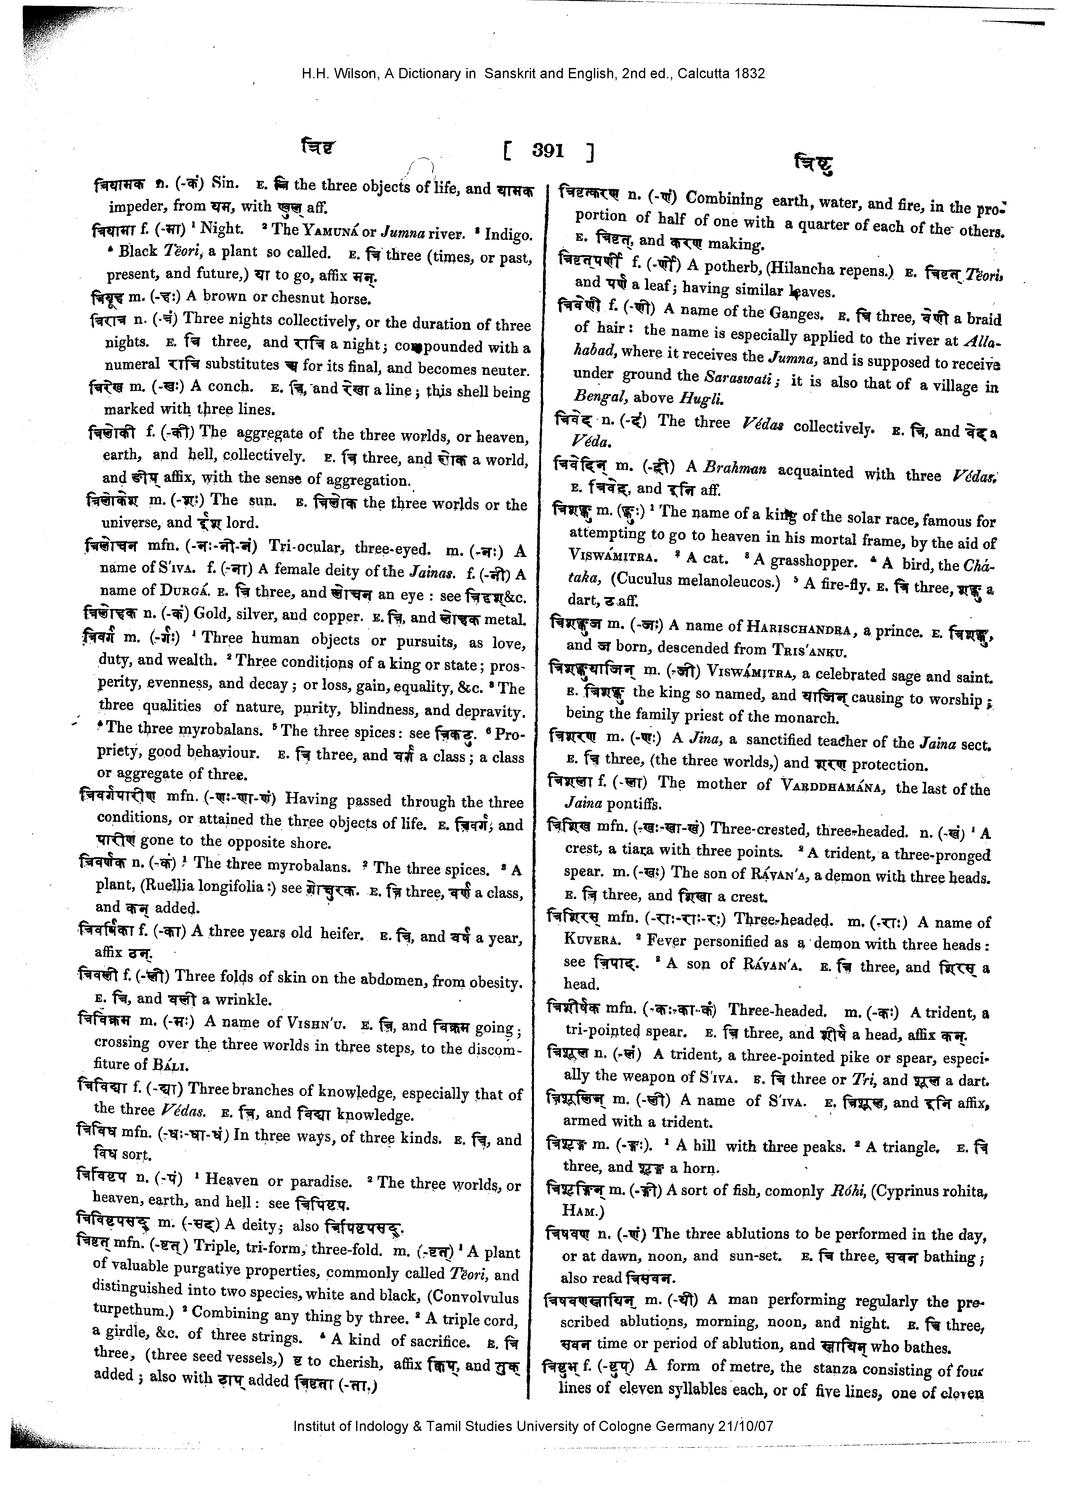 H.H. Wilson, A Dictionary in Sanskrit and English, 2nd ed., Calcutta 1832
त्रिवृ [ 391 ] त्रिष्टु
त्रियामक n. (-कं) Sin. E. त्रि the three objects of life, and यामक
impeder, from यम, with ण्वुल् aff.
त्रियामा f. (-मा) ¹ Night. ² The YAMUNÁ or Jumna river. ³ Indigo.
⁴ Black Tëori, a plant so called. E. त्रि three (times, or past,
present, and future,) या to go, affix मन्.
त्रियूह m. (-हः) A brown or chesnut horse.
त्रिरात्र n. (-त्रं) Three nights collectively, or the duration of three
nights. E. त्रि three, and रात्रि a night; compounded with a
numeral रात्रि substitutes अ for its final, and becomes neuter.
त्रिरेख m. (-खः) A conch. E. त्रि, and रेखा a line; this shell being
marked with three lines.
त्रिलोकी f. (-की) The aggregate of the three worlds, or heaven,
earth, and hell, collectively. E. त्रि three, and लोक a world,
and ङीप् affix, with the sense of aggregation.
त्रिलोकेश m. (-शः) The sun. E. त्रिलोक the three worlds or the
universe, and ईश lord.
त्रिलोचन mfn. (-नः-नी-नं) Tri-ocular, three-eyed. m. (-नः) A
name of S'IVA. f. (-ना) A female deity of the Jainas. f. (-नी) A
name of DURGÁ. E. त्रि three, and लोचन an eye : see त्रिदृश् &c.
त्रिलोहक n. (-कं) Gold, silver, and copper. E. त्रि, and लोहक metal.
त्रिवर्ग m. (-र्गः) ¹ Three human objects or pursuits, as love,
duty, and wealth. ² Three conditions of a king or state; pros-
perity, evenness, and decay; or loss, gain, equality, &c. ³ The
three qualities of nature, purity, blindness, and depravity.
⁴ The three myrobalans. ⁵ The three spices: see त्रिकटु. ⁶ Pro-
priety, good behaviour. E. त्रि three, and वर्ग a class; a class
or aggregate of three.
त्रिवर्गपारीण mfn. (-णः-णा-णं) Having passed through the three
conditions, or attained the three objects of life. E. त्रिवर्ग, and
पारीण gone to the opposite shore.
त्रिवर्णक n. (-कं) ¹ The three myrobalans. ² The three spices. ³ A
plant, (Ruellia longifolia:) see गोक्षुरक. E. त्रि three, वर्ण a class,
and कन् added.
त्रिवर्षिका f. (-का) A three years old heifer. E. त्रि, and वर्ष a year,
affix ठन्.
त्रिवली f. (-ली) Three folds of skin on the abdomen, from obesity.
E. त्रि, and वली a wrinkle.
त्रिविक्रम m. (-मः) A name of VISHN'U. E. त्रि, and विक्रम going;
crossing over the three worlds in three steps, to the discom-
fiture of BÁLI.
त्रिविद्या f. (-द्या) Three branches of knowledge, especially that of
the three Védas. E. त्रि, and विद्या knowledge.
त्रिविध mfn. (-धः-धा-धं) In three ways, of three kinds. E. त्रि, and
विध sort.
त्रिविष्टप n. (-पं) ¹ Heaven or paradise. ² The three worlds, or
heaven, earth, and hell : see त्रिपिष्टप.
त्रिविष्टपसद् m. (-सद्) A deity; also त्रिपिष्टपसद्.
त्रिवृत् mfn. (-वृत्) Triple, tri-form, three-fold. m. (-वृत्) ¹ A plant
of valuable purgative properties, commonly called Tëori, and
distinguished into two species, white and black, (Convolvulus
turpethum.) ² Combining any thing by three. ³ A triple cord,
a girdle, &c. of three strings. ⁴ A kind of sacrifice. E. त्रि
three, (three seed vessels,) वृ to cherish, affix क्विप्, and तुक्
added; also with टाप् added त्रिवृता (-ता.)
त्रिवृत्करण n. (-णं) Combining earth, water, and fire, in the pro-
portion of half of one with a quarter of each of the others.
E. त्रिवृत्, and करण making.
त्रिवृत्पर्णी f. (-र्णी) A potherb, (Hilancha repens.) E. त्रिवृत् Tëori,
and पर्ण a leaf; having similar leaves.
त्रिवेणी f. (-णी) A name of the Ganges. E. त्रि three, वेणी a braid
of hair : the name is especially applied to the river at Alla-
habad, where it receives the Jumna, and is supposed to receive
under ground the Saraswati; it is also that of a village in
Bengal, above Hugli.
त्रिवेद n. (-दं) The three Védas collectively. E. त्रि, and वेद a
Véda.
त्रिवेदिन् m. (-दी) A Brahman acquainted with three Védas.
E. त्रिवेद, and इनि aff.
त्रिशङ्कु m. (ङ्कुः) ¹ The name of a king of the solar race, famous for
attempting to go to heaven in his mortal frame, by the aid of
VISWÁMITRA. ² A cat. ³ A grasshopper. ⁴ A bird, the Chá-
taka, (Cuculus melanoleucos.) ⁵ A fire-fly. E. त्रि three, शङ्कु a
dart, ठ aff.
त्रिशङ्कुज m. (-जः) A name of HARISCHANDRA, a prince. E. त्रिशङ्कु,
and ज born, descended from TRIS'ANKU.
त्रिशङ्कुयाजिन् m. (-जी) VISWÁMITRA, a celebrated sage and saint.
E. त्रिशङ्कु the king so named, and याजिन् causing to worship;
being the family priest of the monarch.
त्रिशरण m. (-णः) A Jina, a sanctified teacher of the Jaina sect.
E. त्रि three, (the three worlds,) and शरण protection.
त्रिशला f. (-ला) The mother of VARDDHAMÁNA, the last of the
Jaina pontiffs.
त्रिशिख mfn. (-खः-खा-खं) Three-crested, three-headed. n. (-खं) ¹ A
crest, a tiara with three points. ² A trident, a three-pronged
spear. m. (-खः) The son of RÁVAN'A, a demon with three heads.
E. त्रि three, and शिखा a crest.
त्रिशिरस् mfn. (-राः-राः-रः) Three-headed. m. (-राः) A name of
KUVERA. ² Fever personified as a demon with three heads :
see त्रिपाद्. ³ A son of RÁVAN'A. E. त्रि three, and शिरस् a
head.
त्रिशीर्षक mfn. (-कः-का-कं) Three-headed. m. (-कः) A trident, a
tri-pointed spear. E. त्रि three, and शीर्ष a head, affix कन्.
त्रिशूल n. (-लं) A trident, a three-pointed pike or spear, especi-
ally the weapon of S'IVA. E. त्रि three or Tri, and शूल a dart.
त्रिशूलिन् m. (-ली) A name of S'IVA. E. त्रिशूल, and इनि affix,
armed with a trident.
त्रिशृङ्ग m. (-ङ्गः). ¹ A hill with three peaks. ² A triangle. E. त्रि
three, and शृङ्ग a horn.
त्रिशृङ्गिन् m. (-ङ्गी) A sort of fish, comonly Róhi, (Cyprinus rohita,
HAM.)
त्रिषवण n. (-णं) The three ablutions to be performed in the day,
or at dawn, noon, and sun-set. E. त्रि three, सवन bathing;
also read त्रिसवन.
त्रिषवणस्नायिन् m. (-यी) A man performing regularly the pre-
scribed ablutions, morning, noon, and night. E. त्रि three,
सवन time or period of ablution, and स्नायिन् who bathes.
त्रिष्टुभ् f. (-ष्टुप्) A form of metre, the stanza consisting of four
lines of eleven syllables each, or of five lines, one of eleven
Institut of Indology & Tamil Studies University of Cologne Germany 21/10/07